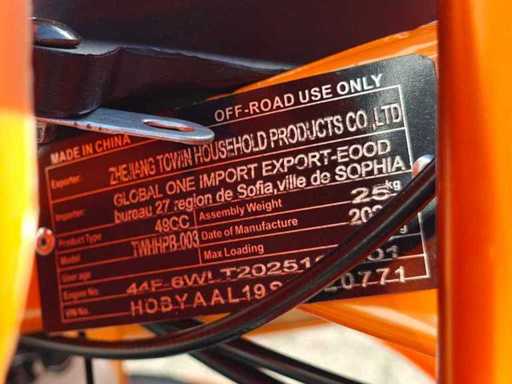 MADE IN CHINA OFF-ROAD USE ONLY
Exporter: ZHEJIANG TOWIN HOUSEHOLD PRODUCTS CO.,LTD
Importer: GLOBAL ONE IMPORT EXPORT-EOOD
bureau 27 region de Sofia,ville de SOPHIA
Product Type 49CC Assembly Weight 25kg
Model TWHHPB-003 Date of Manufacture
User age Max Loading
Engine No.
VIN No.